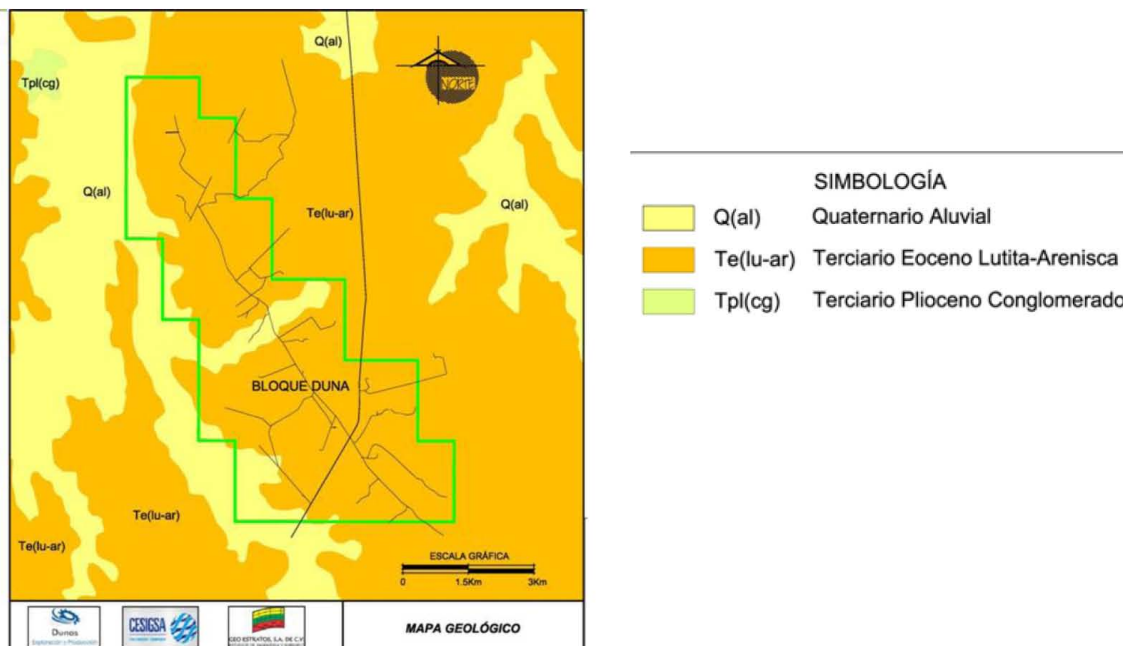 Q(al)
Tpl(cg)
NORTE
Q(al)
Q(al)
Te(lu-ar)
BLOQUE DUNA
Te(lu-ar)
Te(lu-ar)
ESCALA GRÁFICA
0 1.5Km 3Km
Dunas
Exploración y Producción
CESIGSA
GEO ESTRATOS, S.A. DE C.V.
MAPA GEOLÓGICO
SIMBOLOGÍA
Q(al) Quaternario Aluvial
Te(lu-ar) Terciario Eoceno Lutita-Arenisca
Tpl(cg) Terciario Plioceno Conglomerado